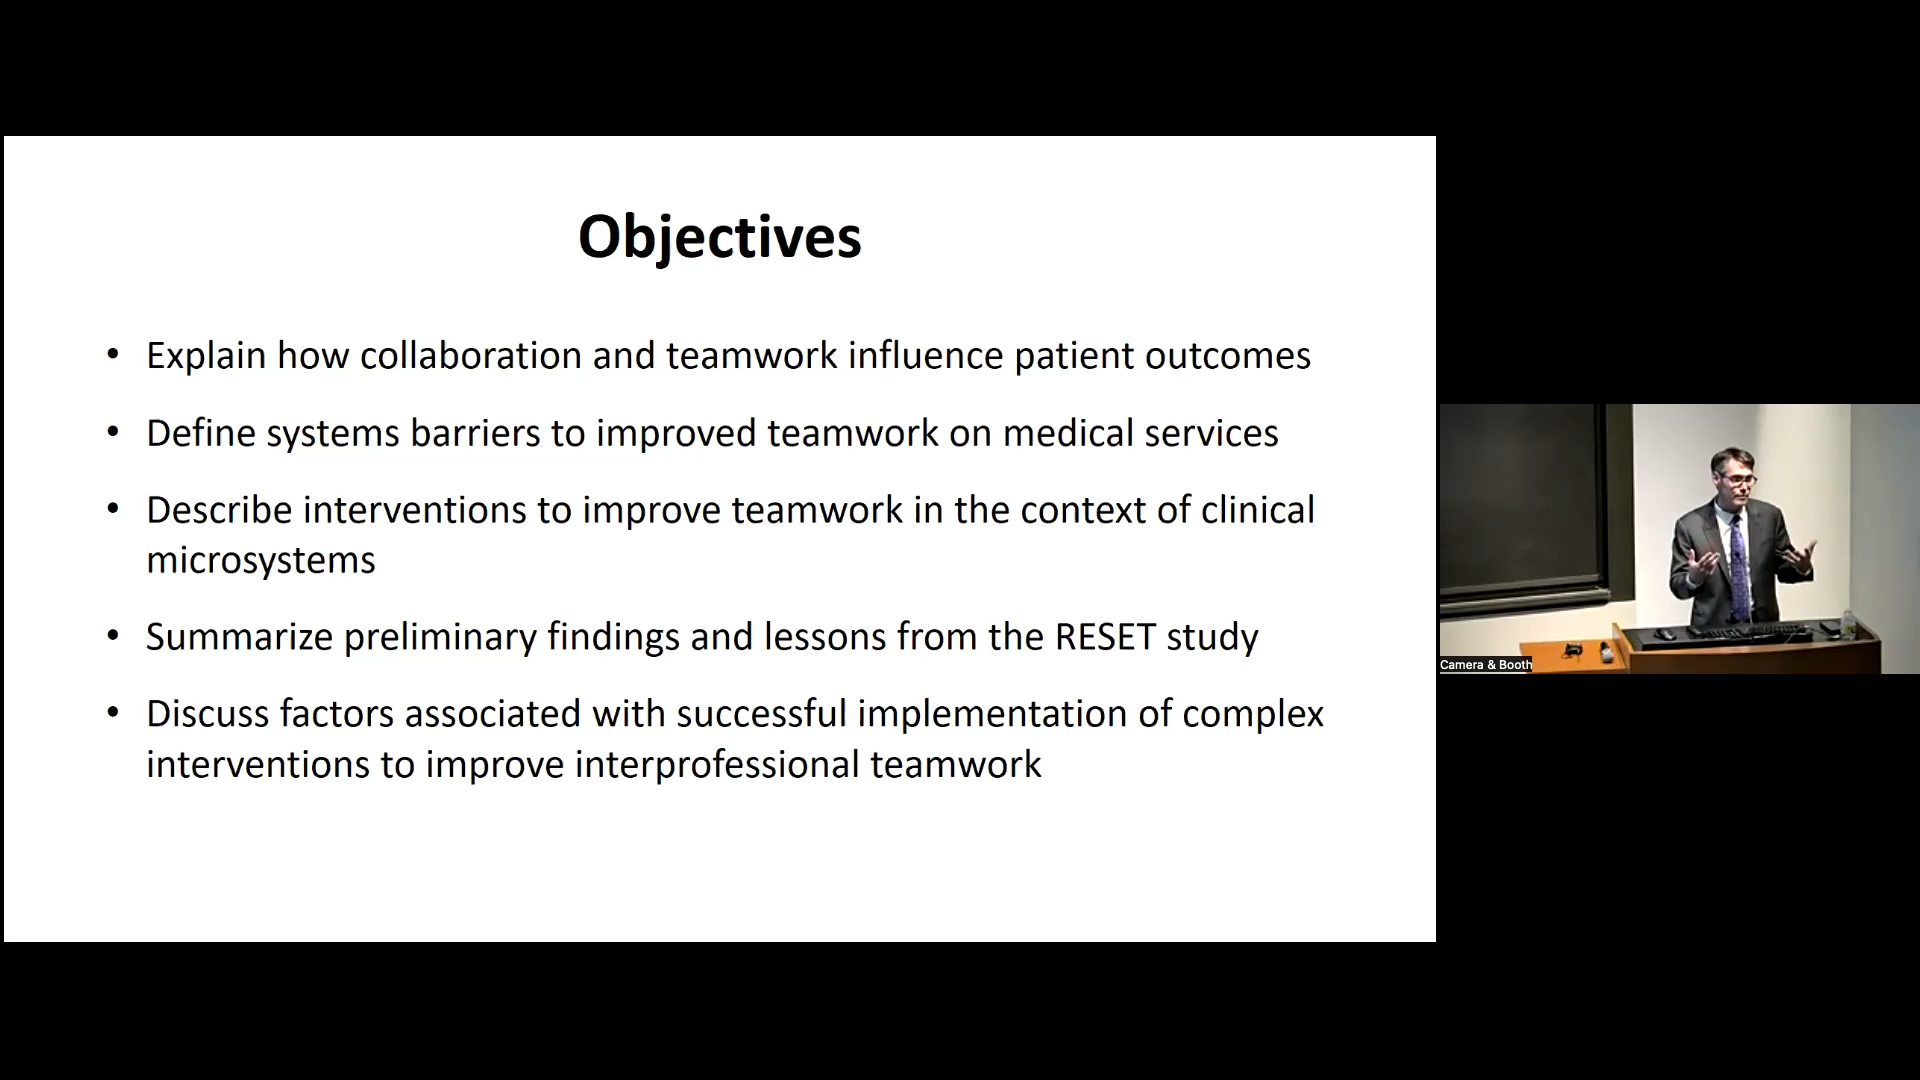 Objectives
• Explain how collaboration and teamwork influence patient outcomes
• Define systems barriers to improved teamwork on medical services
• Describe interventions to improve teamwork in the context of clinical
microsystems
• Summarize preliminary findings and lessons from the RESET study
• Discuss factors associated with successful implementation of complex
interventions to improve interprofessional teamwork
Camera & Booth